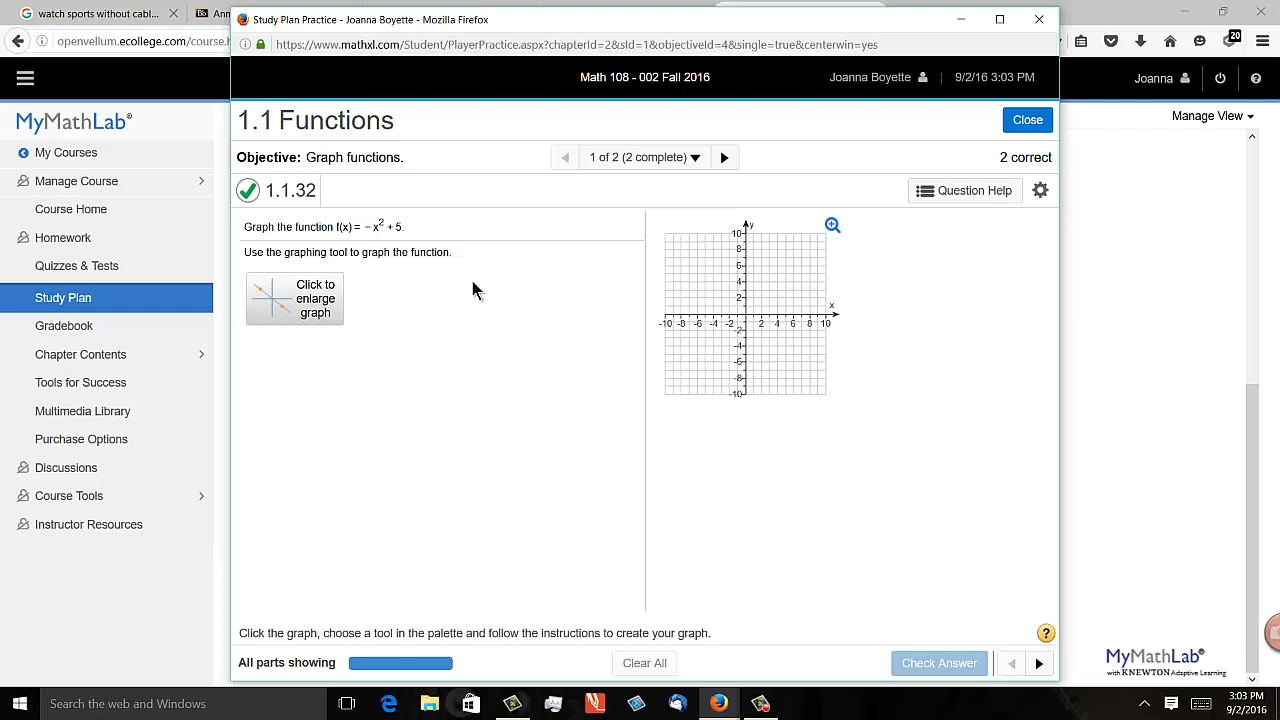 watch sports without cabl...
Ann
openvellum.ecollege.com/course.h
20
Study Plan Practice - Joanna Boyette - Mozilla Firefox
https://www.mathxl.com/Student/PlayerPractice.aspx?chapterId=2&sId=1&objectiveId=4&single=true&centerwin=yes
Math 108 - 002 Fall 2016
Joanna Boyette
9/2/16 3:03 PM
Joanna
MyMathLab®
My Courses
Manage Course
Course Home
Homework
Quizzes & Tests
Study Plan
Gradebook
Chapter Contents
Tools for Success
Multimedia Library
Purchase Options
Discussions
Course Tools
Instructor Resources
Manage View
1.1 Functions
Close
Objective: Graph functions.
1 of 2 (2 complete)
2 correct
1.1.32
Question Help
Graph the function f(x) = − x² + 5.
Use the graphing tool to graph the function.
Click to
enlarge
graph
y
10
8
6
4
2
x
-10 -8 -6 -4 -2 2 4 6 8 10
-2
-4
-6
-8
-10
Click the graph, choose a tool in the palette and follow the instructions to create your graph.
?
All parts showing
Clear All
Check Answer
MyMathLab®
with KNEWTON Adaptive Learning
Search the web and Windows
3:03 PM
9/2/2016